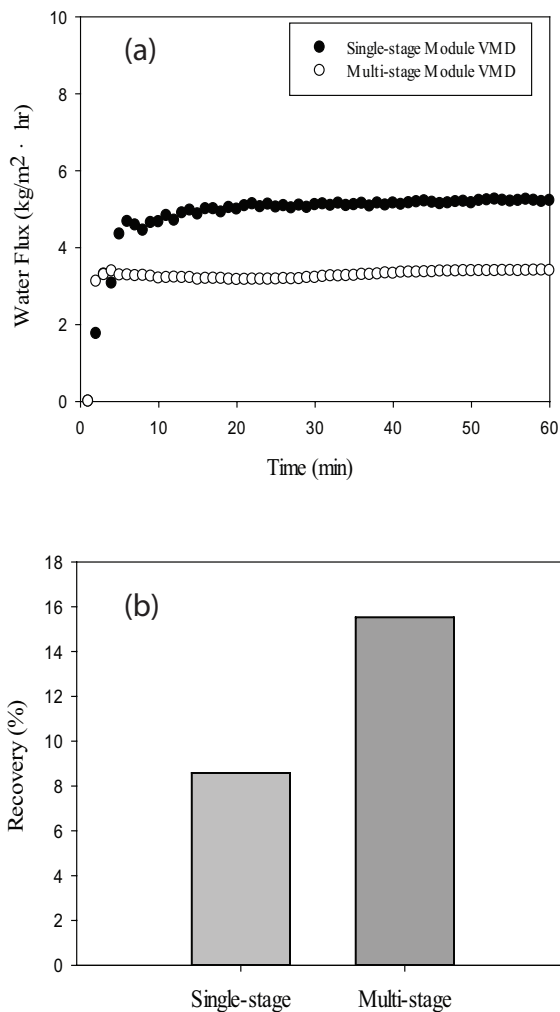 10
8
6
4
2
0
Water Flux (kg/m² · hr)
(a)
Single-stage Module VMD
Multi-stage Module VMD
0 10 20 30 40 50 60
Time (min)
18
16
14
12
10
8
6
4
2
0
Recovery (%)
(b)
Single-stage Multi-stage